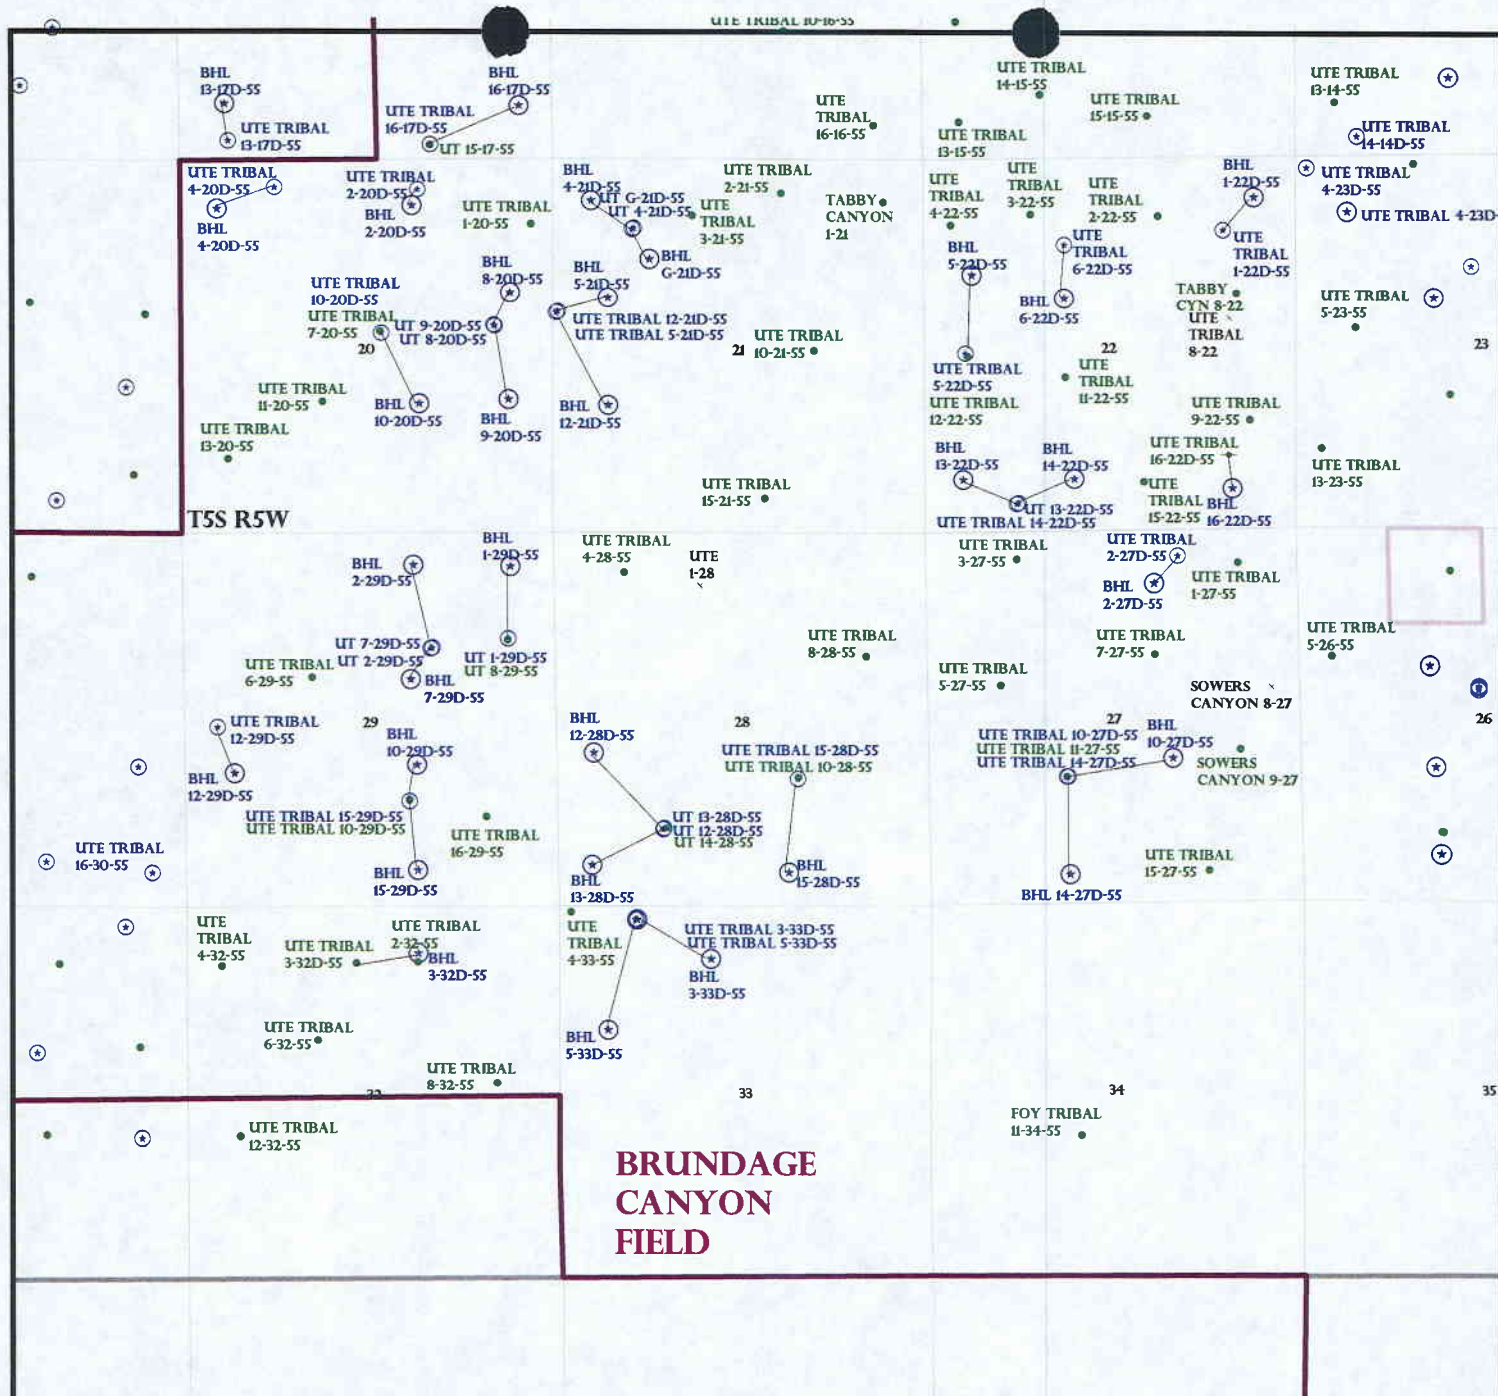 UTE TRIBAL 10-16-55
BHL
13-17D-55
UTE TRIBAL
13-17D-55
BHL
16-17D-55
UTE TRIBAL
16-17D-55
UT 15-17-55
UTE
TRIBAL
16-16-55
UTE TRIBAL
14-15-55
UTE TRIBAL
15-15-55
UTE TRIBAL
13-15-55
UTE TRIBAL
13-14-55
UTE TRIBAL
14-14D-55
UTE TRIBAL
4-20D-55
BHL
4-20D-55
UTE TRIBAL
2-20D-55
BHL
2-20D-55
UTE TRIBAL
1-20-55
BHL
4-21D-55
UT G-21D-55
UT 4-21D-55
UTE
TRIBAL
3-21-55
BHL
G-21D-55
UTE TRIBAL
2-21-55
TABBY
CANYON
1-21
UTE
TRIBAL
4-22-55
UTE
TRIBAL
3-22-55
UTE
TRIBAL
2-22-55
BHL
1-22D-55
UTE
TRIBAL
1-22D-55
UTE TRIBAL
4-23D-55
UTE TRIBAL 4-23D-
BHL
5-22D-55
UTE
TRIBAL
6-22D-55
BHL
6-22D-55
TABBY
CYN 8-22
UTE
TRIBAL
8-22
UTE TRIBAL
5-23-55
23
UTE TRIBAL
10-20D-55
UTE TRIBAL
7-20-55
20
BHL
8-20D-55
UT 9-20D-55
UT 8-20D-55
BHL
5-21D-55
UTE TRIBAL 12-21D-55
UTE TRIBAL 5-21D-55
21
UTE TRIBAL
10-21-55
22
UTE TRIBAL
5-22D-55
UTE TRIBAL
12-22-55
UTE
TRIBAL
11-22-55
UTE TRIBAL
9-22-55
UTE TRIBAL
11-20-55
BHL
10-20D-55
BHL
9-20D-55
BHL
12-21D-55
UTE TRIBAL
13-20-55
UTE TRIBAL
15-21-55
BHL
13-22D-55
BHL
14-22D-55
UT 13-22D-55
UTE TRIBAL 14-22D-55
UTE TRIBAL
16-22D-55
UTE
TRIBAL
15-22-55
BHL
16-22D-55
UTE TRIBAL
13-23-55
T5S R5W
BHL
2-29D-55
BHL
1-29D-55
UTE TRIBAL
4-28-55
UTE
1-28
UTE TRIBAL
3-27-55
UTE TRIBAL
2-27D-55
BHL
2-27D-55
UTE TRIBAL
1-27-55
UT 7-29D-55
UT 2-29D-55
BHL
7-29D-55
UT 1-29D-55
UT 8-29-55
UTE TRIBAL
6-29-55
UTE TRIBAL
8-28-55
UTE TRIBAL
5-27-55
UTE TRIBAL
7-27-55
UTE TRIBAL
5-26-55
SOWERS
CANYON 8-27
26
UTE TRIBAL
12-29D-55
29
BHL
10-29D-55
BHL
12-29D-55
BHL
12-28D-55
28
UTE TRIBAL 15-28D-55
UTE TRIBAL 10-28-55
27
UTE TRIBAL 10-27D-55
UTE TRIBAL 11-27-55
UTE TRIBAL 14-27D-55
BHL
10-27D-55
SOWERS
CANYON 9-27
UTE TRIBAL 15-29D-55
UTE TRIBAL 10-29D-55
UTE TRIBAL
16-29-55
UTE TRIBAL
16-30-55
BHL
15-29D-55
UT 13-28D-55
UT 12-28D-55
UT 14-28-55
BHL
13-28D-55
BHL
15-28D-55
BHL 14-27D-55
UTE TRIBAL
15-27-55
UTE
TRIBAL
4-32-55
UTE TRIBAL
3-32D-55
UTE TRIBAL
2-32-55
BHL
3-32D-55
UTE
TRIBAL
4-33-55
UTE TRIBAL 3-33D-55
UTE TRIBAL 5-33D-55
BHL
3-33D-55
BHL
5-33D-55
UTE TRIBAL
6-32-55
UTE TRIBAL
8-32-55
32
33
34
35
UTE TRIBAL
12-32-55
FOY TRIBAL
11-34-55
BRUNDAGE
CANYON
FIELD